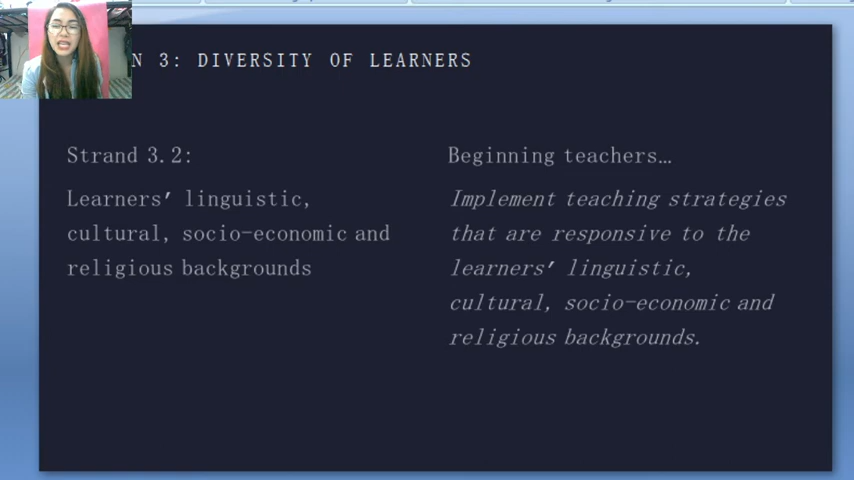 N 3: DIVERSITY OF LEARNERS
Strand 3.2:
Learners' linguistic,
cultural, socio-economic and
religious backgrounds
Beginning teachers…
Implement teaching strategies
that are responsive to the
learners' linguistic,
cultural, socio-economic and
religious backgrounds.